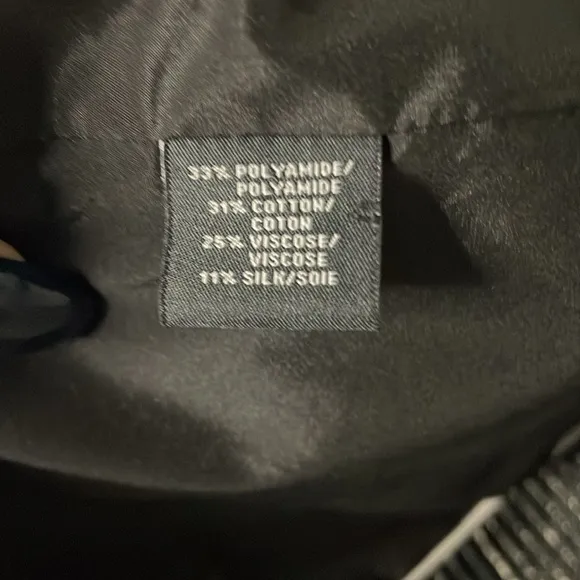 33% POLYAMIDE/
POLYAMIDE
31% COTTON/
COTON
25% VISCOSE/
VISCOSE
11% SILK/SOIE